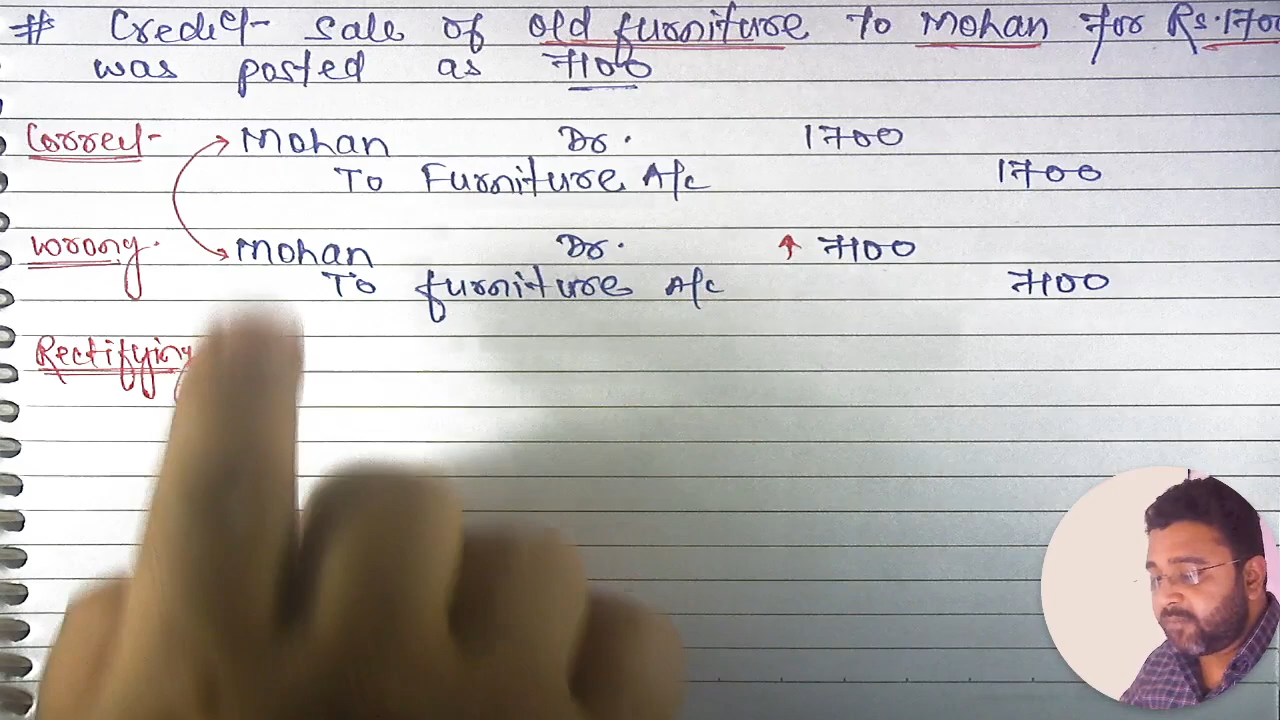 # Credit sale of old furniture to Mohan for Rs. 1700
was posted as 7100
Correct- Mohan Dr. 1700
To Furniture A/c 1700
Wrong. Mohan Dr. ↑ 7100
To furniture A/c 7100
Rectifying